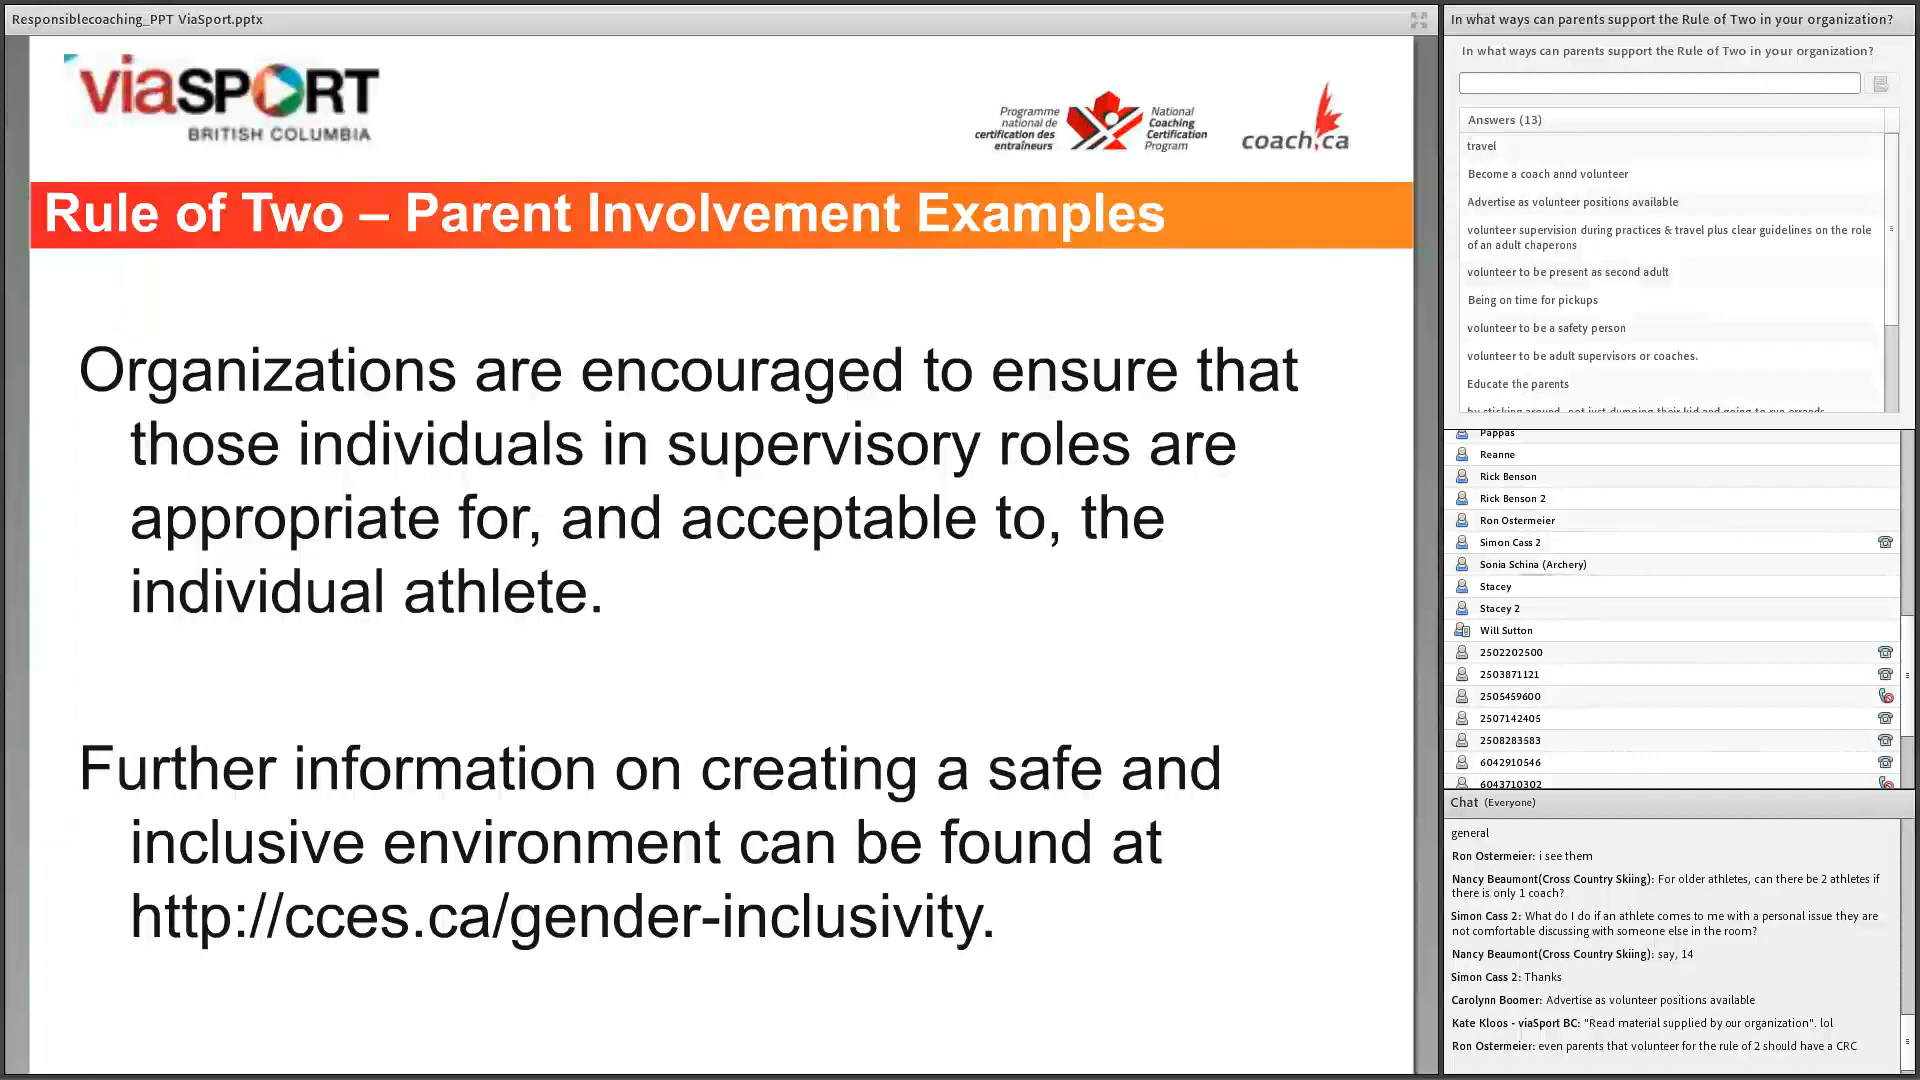 Responsiblecoaching_PPT ViaSport.pptx
viaSPORT
BRITISH COLUMBIA
Programme
national de
certification des
entraîneurs
National
Coaching
Certification
Program
coach.ca
Rule of Two – Parent Involvement Examples
Organizations are encouraged to ensure that
those individuals in supervisory roles are
appropriate for, and acceptable to, the
individual athlete.
Further information on creating a safe and
inclusive environment can be found at
http://cces.ca/gender-inclusivity.
In what ways can parents support the Rule of Two in your organization?
In what ways can parents support the Rule of Two in your organization?
Answers (13)
travel
Become a coach annd volunteer
Advertise as volunteer positions available
volunteer supervision during practices & travel plus clear guidelines on the role
of an adult chaperons
volunteer to be present as second adult
Being on time for pickups
volunteer to be a safety person
volunteer to be adult supervisors or coaches.
Educate the parents
by sticking around, not just dumping their kid and going to run errands
Pappas
Reanne
Rick Benson
Rick Benson 2
Ron Ostermeier
Simon Cass 2
Sonia Schina (Archery)
Stacey
Stacey 2
Will Sutton
2502202500
2503871121
2505459600
2507142405
2508283583
6042910546
6043710302
Chat (Everyone)
general
Ron Ostermeier: i see them
Nancy Beaumont(Cross Country Skiing): For older athletes, can there be 2 athletes if
there is only 1 coach?
Simon Cass 2: What do I do if an athlete comes to me with a personal issue they are
not comfortable discussing with someone else in the room?
Nancy Beaumont(Cross Country Skiing): say, 14
Simon Cass 2: Thanks
Carolynn Boomer: Advertise as volunteer positions available
Kate Kloos - viaSport BC: "Read material supplied by our organization". lol
Ron Ostermeier: even parents that volunteer for the rule of 2 should have a CRC